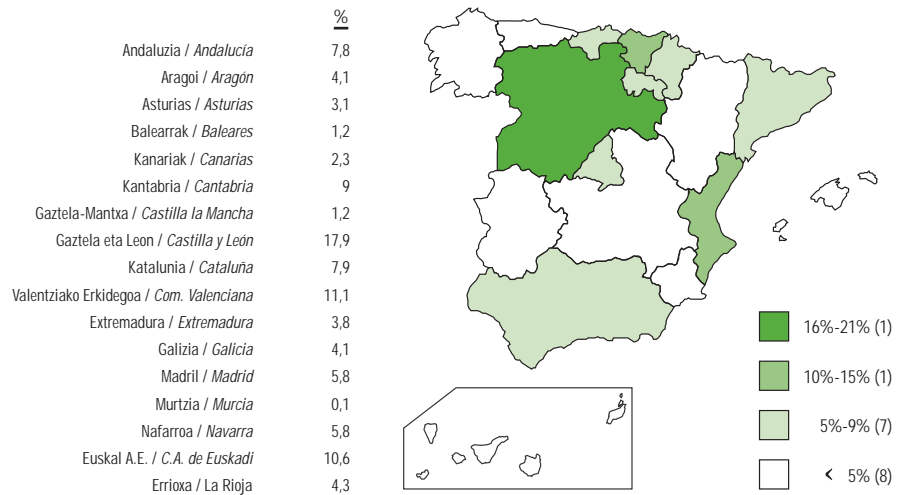 %
Andaluzia / Andalucía 7,8
Aragoi / Aragón 4,1
Asturias / Asturias 3,1
Balearrak / Baleares 1,2
Kanariak / Canarias 2,3
Kantabria / Cantabria 9
Gaztela-Mantxa / Castilla la Mancha 1,2
Gaztela eta Leon / Castilla y León 17,9
Katalunia / Cataluña 7,9
Valentziako Erkidegoa / Com. Valenciana 11,1
Extremadura / Extremadura 3,8
Galizia / Galicia 4,1
Madril / Madrid 5,8
Murtzia / Murcia 0,1
Nafarroa / Navarra 5,8
Euskal A.E. / C.A. de Euskadi 10,6
Errioxa / La Rioja 4,3
16%-21% (1)
10%-15% (1)
5%-9% (7)
< 5% (8)